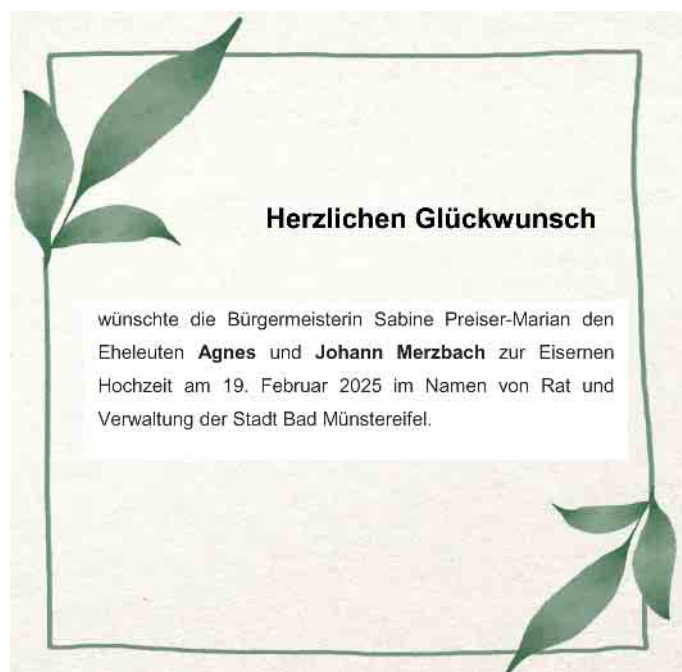 Herzlichen Glückwunsch
wünschte die Bürgermeisterin Sabine Preiser-Marian den
Eheleuten Agnes und Johann Merzbach zur Eisernen
Hochzeit am 19. Februar 2025 im Namen von Rat und
Verwaltung der Stadt Bad Münstereifel.